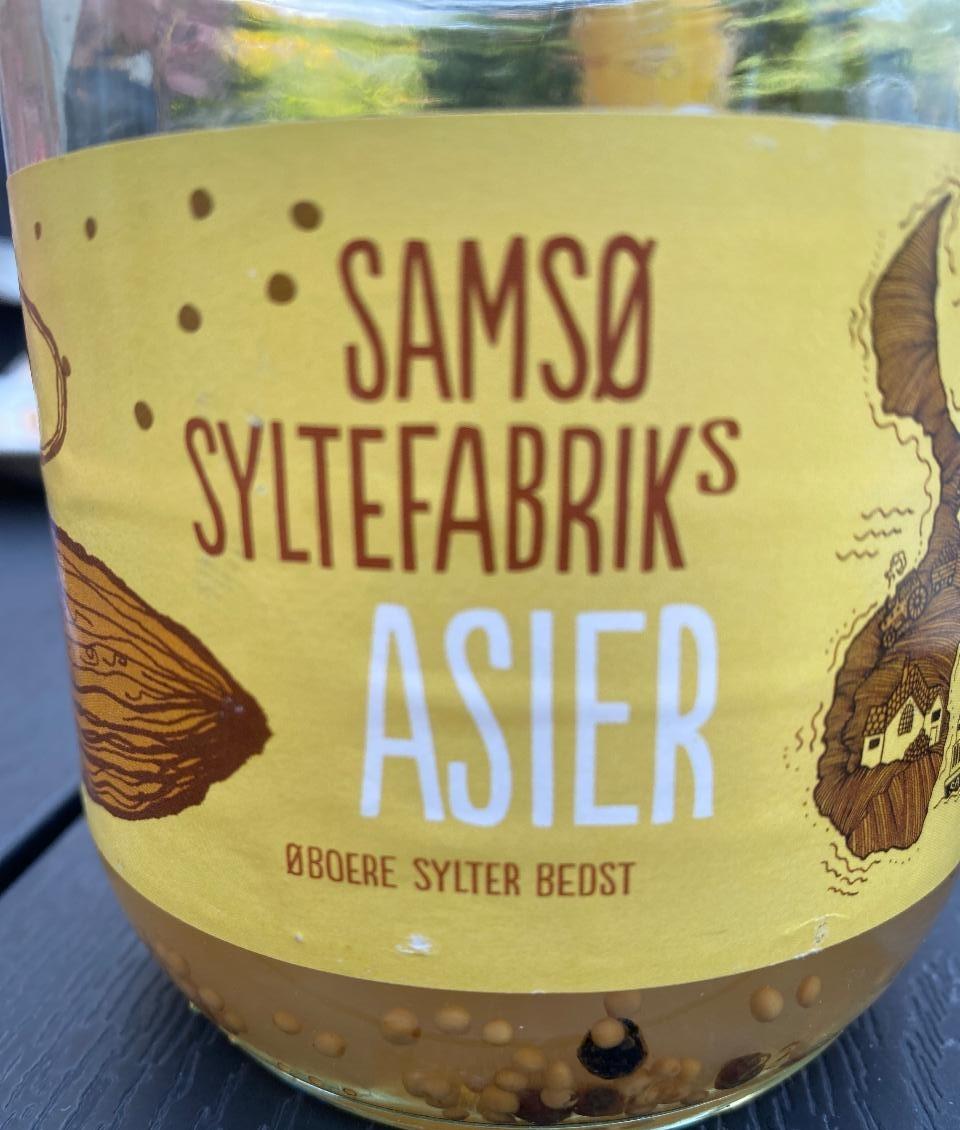 SAMSØ
SYLTEFABRIKS
ASIER
ØBOERE SYLTER BEDST